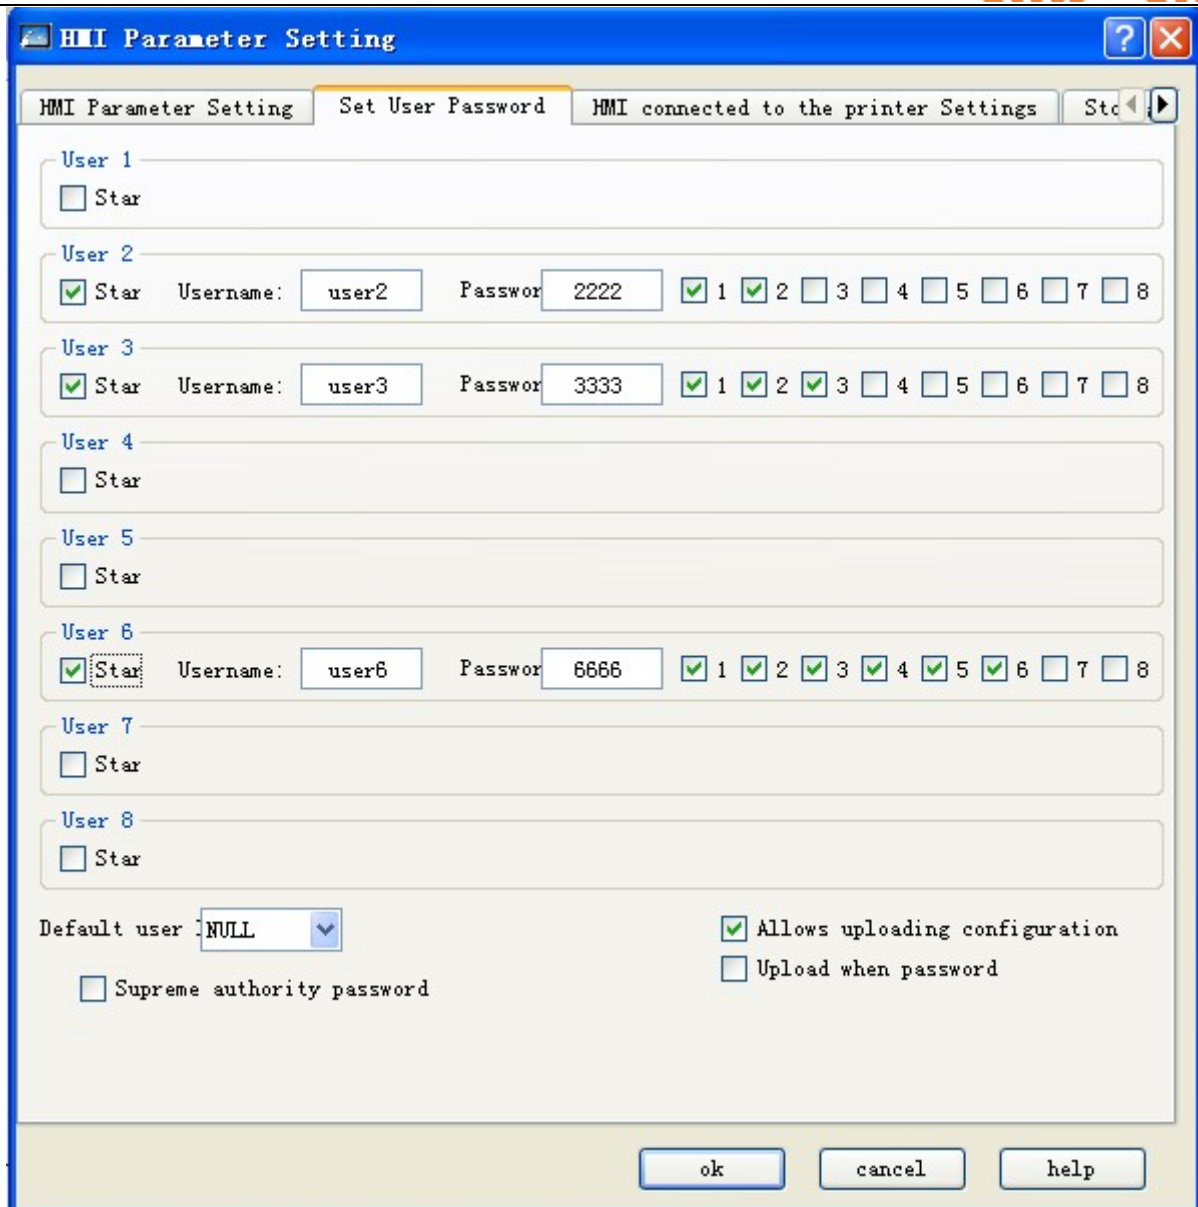 HMI Parameter Setting
HMI Parameter Setting Set User Password HMI connected to the printer Settings Sto
User 1
Star
User 2
Star Username: user2 Passwor 2222 1 2 3 4 5 6 7 8
User 3
Star Username: user3 Passwor 3333 1 2 3 4 5 6 7 8
User 4
Star
User 5
Star
User 6
Star Username: user6 Passwor 6666 1 2 3 4 5 6 7 8
User 7
Star
User 8
Star
Default user NULL Allows uploading configuration
Upload when password
Supreme authority password
ok cancel help